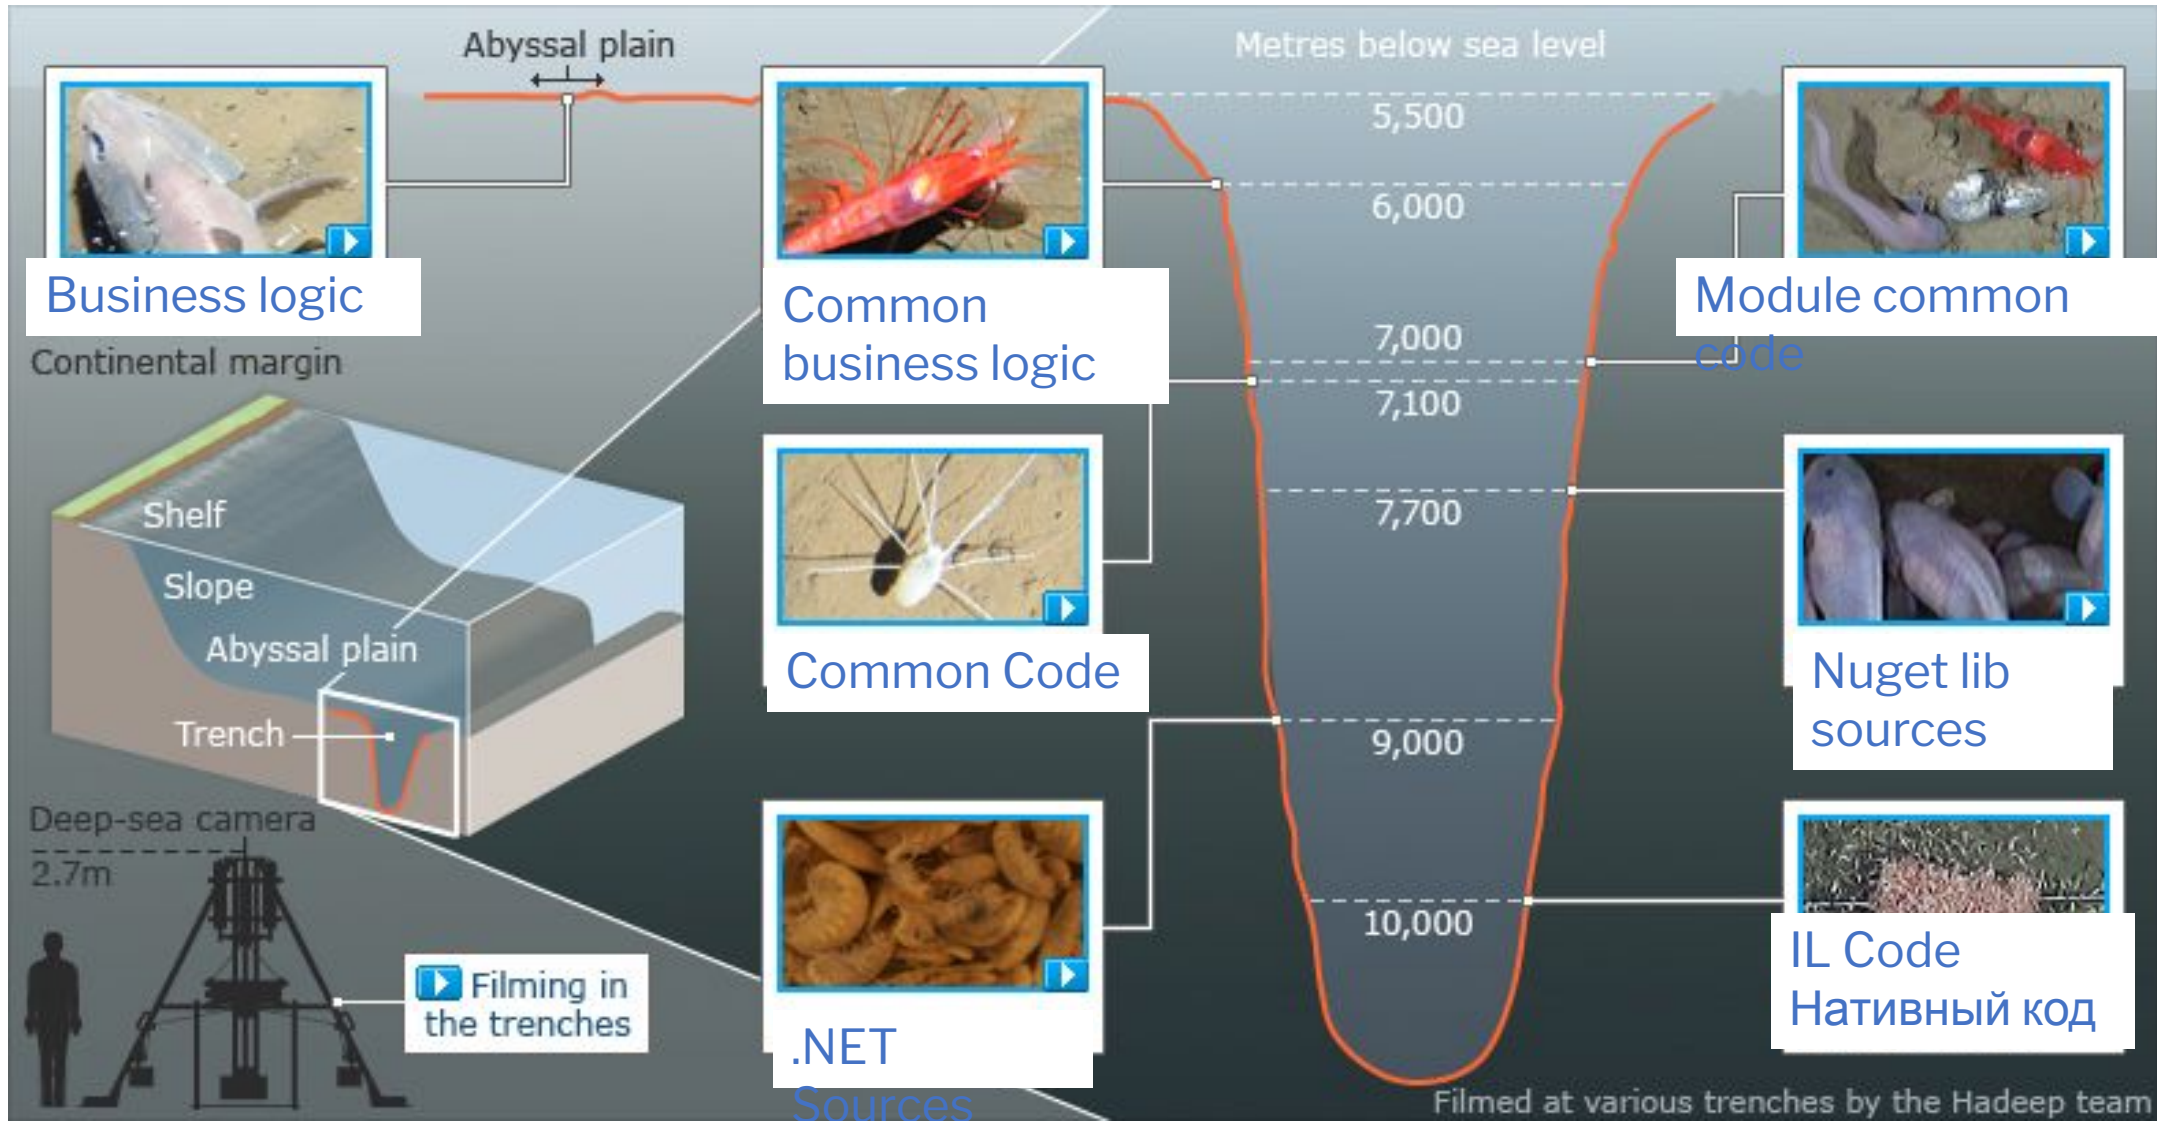 Abyssal plain
Metres below sea level
Business logic
Common
business logic
Module common
code
5,500
6,000
7,000
7,100
7,700
9,000
10,000
Continental margin
Shelf
Slope
Abyssal plain
Trench
Common Code
Nuget lib
sources
Deep-sea camera
2.7m
Filming in
the trenches
.NET
Sources
IL Code
Нативный код
Filmed at various trenches by the Hadeep team